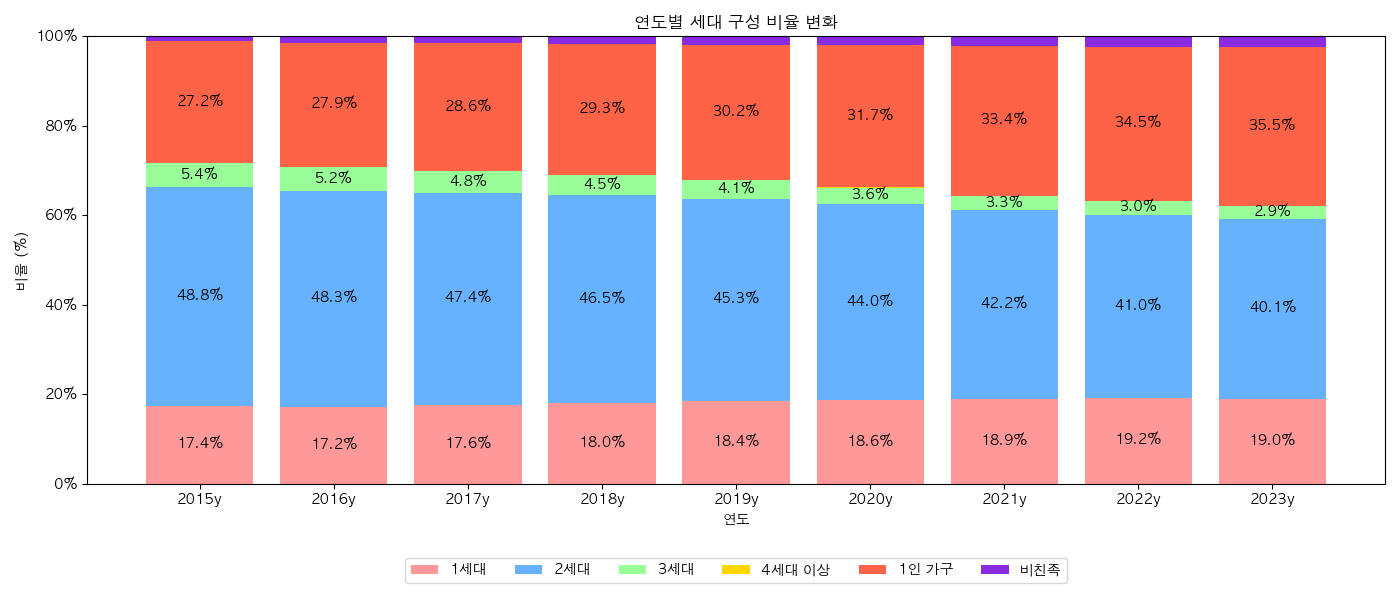 연도별 세대 구성 비율 변화
100%
80%
60%
40%
20%
0%
비율 (%)
27.2% 27.9% 28.6% 29.3% 30.2% 31.7% 33.4% 34.5% 35.5%
5.4% 5.2% 4.8% 4.5% 4.1% 3.6% 3.3% 3.0% 2.9%
48.8% 48.3% 47.4% 46.5% 45.3% 44.0% 42.2% 41.0% 40.1%
17.4% 17.2% 17.6% 18.0% 18.4% 18.6% 18.9% 19.2% 19.0%
2015y 2016y 2017y 2018y 2019y 2020y 2021y 2022y 2023y
연도
1세대 2세대 3세대 4세대 이상 1인 가구 비친족